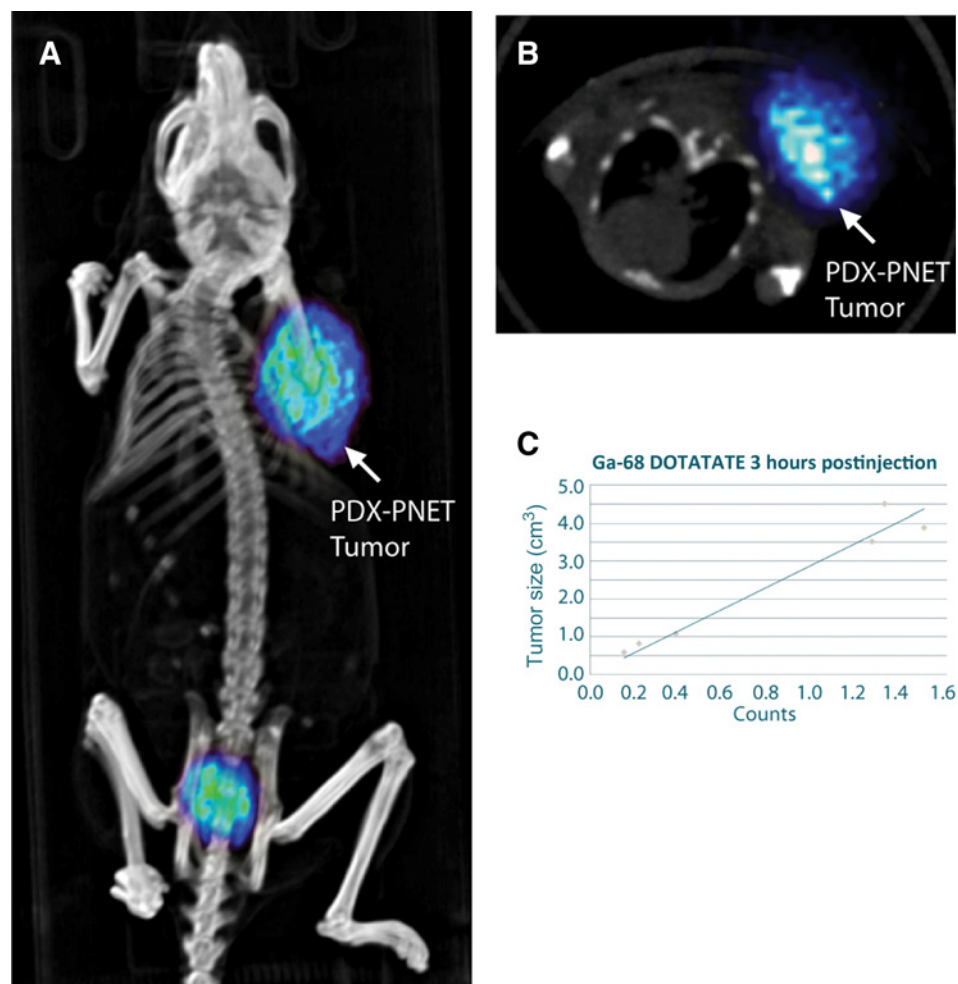 A
PDX-PNET
Tumor
B
PDX-PNET
Tumor
C
Ga-68 DOTATATE 3 hours postinjection
Tumor size (cm³)
5.0
4.0
3.0
2.0
1.0
0.0
0.0 0.2 0.4 0.6 0.8 1.0 1.2 1.4 1.6
Counts